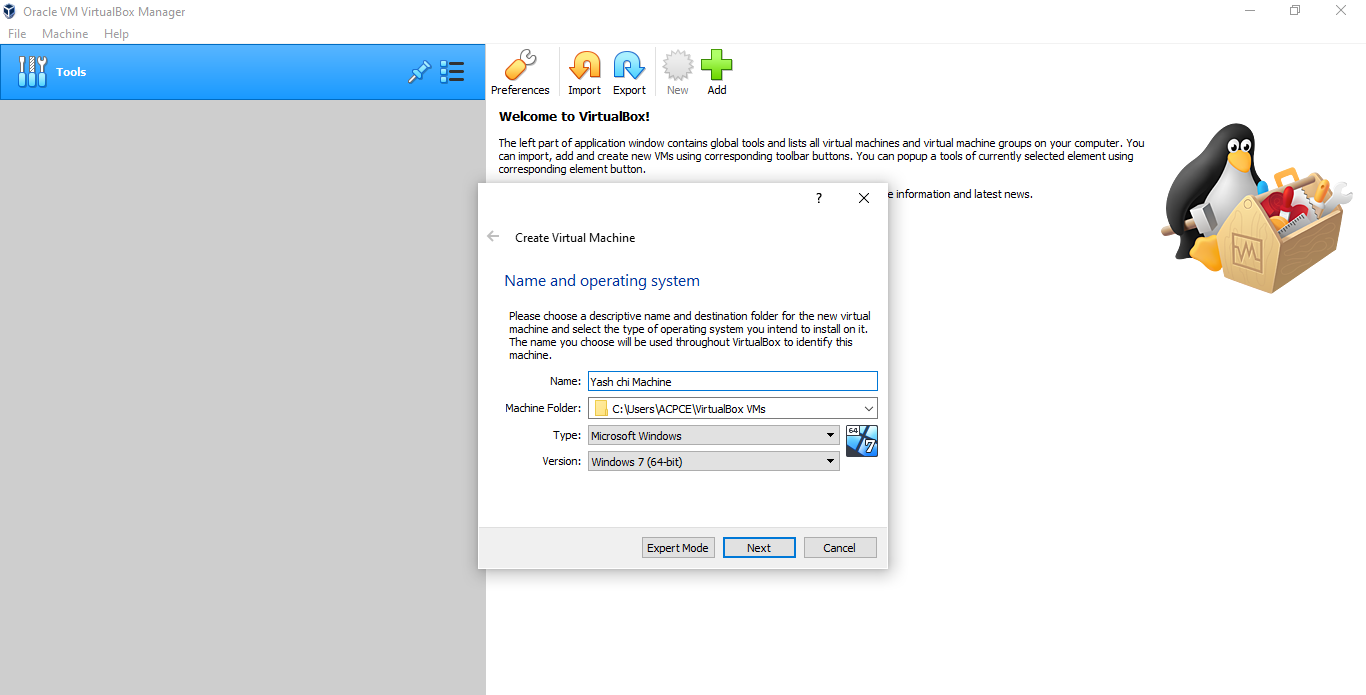 Oracle VM VirtualBox Manager
File Machine Help
Tools
Preferences Import Export New Add
Welcome to VirtualBox!
The left part of application window contains global tools and lists all virtual machines and virtual machine groups on your computer. You
can import, add and create new VMs using corresponding toolbar buttons. You can popup a tools of currently selected element using
corresponding element button.
e information and latest news.
?
Create Virtual Machine
Name and operating system
Please choose a descriptive name and destination folder for the new virtual
machine and select the type of operating system you intend to install on it.
The name you choose will be used throughout VirtualBox to identify this
machine.
Name: Yash chi Machine
Machine Folder: C:\Users\ACPCE\VirtualBox VMs
Type: Microsoft Windows
64
7
Version: Windows 7 (64-bit)
Expert Mode Next Cancel